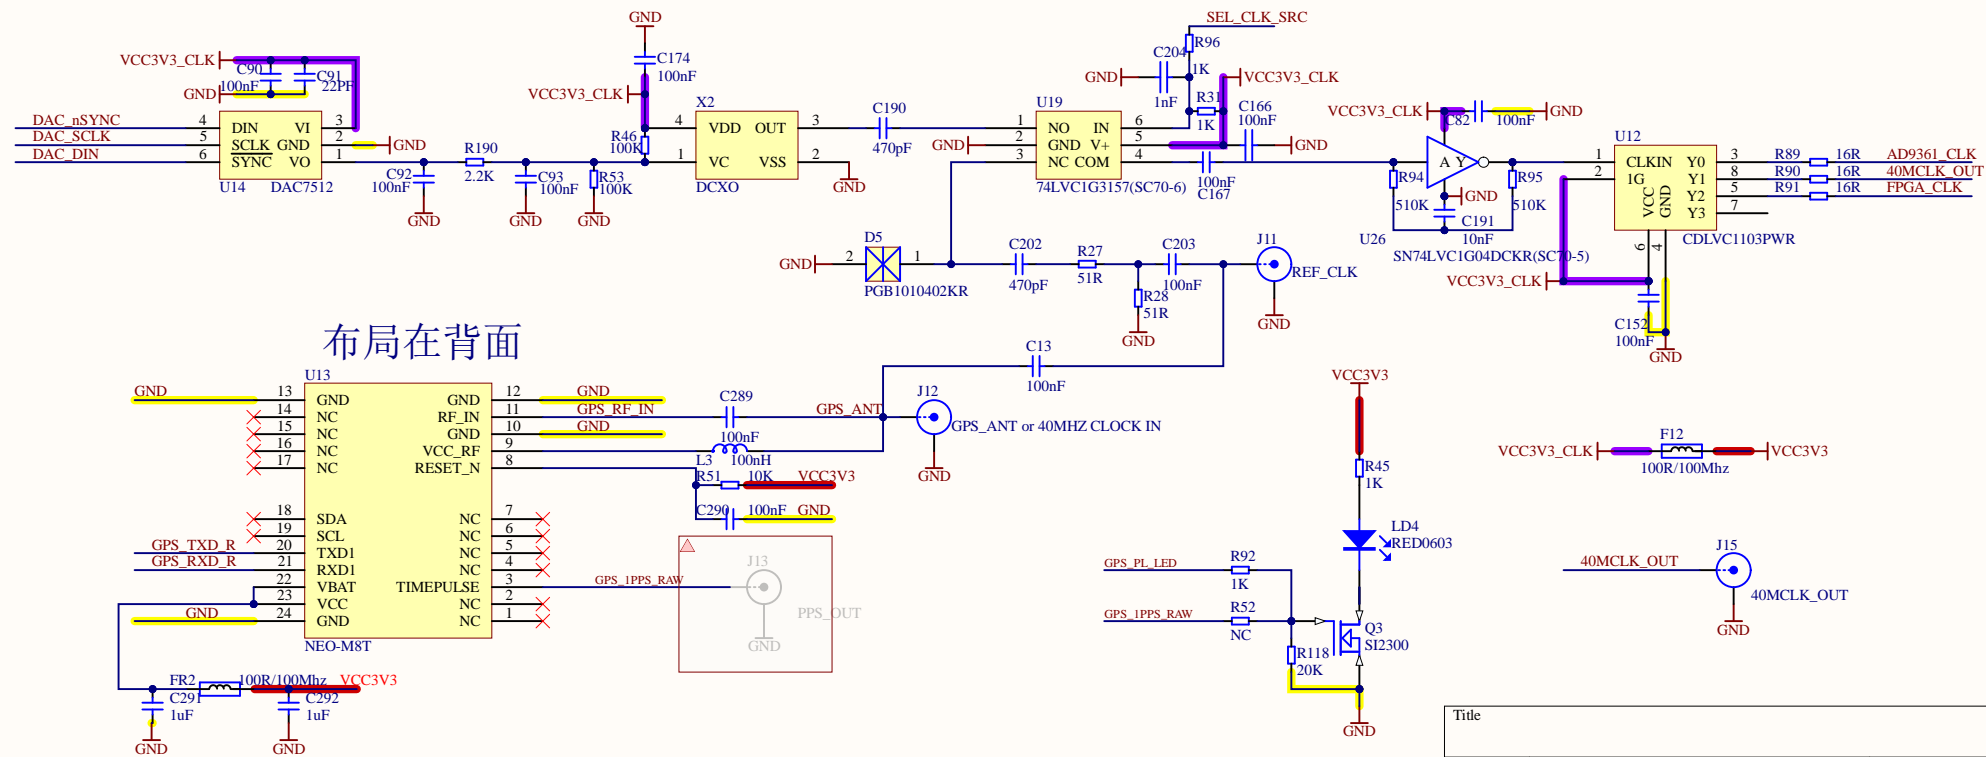 GND
SEL_CLK_SRC
R96
1K
C204
1nF
GND
VCC3V3_CLK
VCC3V3_CLK
C90
100nF
C91
22PF
GND
C174
100nF
VCC3V3_CLK
X2
4 VDD OUT 3
1 VC VSS 2
DCXO
GND
R46
100K
C190
470pF
U19
1 NO IN 6
2 GND V+ 5
3 NC COM 4
74LVC1G3157(SC70-6)
GND
R31
1K
C166
100nF
GND
C167
100nF
VCC3V3_CLK
C82
100nF
GND
DAC_nSYNC 4 DIN VI 3
DAC_SCLK 5 SCLK GND 2 GND
DAC_DIN 6 SYNC VO 1
U14 DAC7512
R190
2.2K
C92
100nF
GND
C93
100nF
GND
R53
100K
GND
R94
510K
A Y
GND
R95
510K
C191
10nF
U26
SN74LVC1G04DCKR(SC70-5)
U12
1 CLKIN Y0 3 R89 16R AD9361_CLK
2 1G Y1 8 R90 16R 40MCLK_OUT
Y2 5 R91 16R FPGA_CLK
Y3 7
VCC GND
6 4
CDLVC1103PWR
VCC3V3_CLK
C152
100nF
GND
D5
GND 2 1
PGB1010402KR
C202
470pF
R27
51R
R28
51R
GND
C203
100nF
J11
REF_CLK
GND
C13
100nF
布局在背面
U13
GND 13 GND GND 12 GND
14 NC RF_IN 11 GPS_RF_IN
15 NC GND 10 GND
16 NC VCC_RF 9
17 NC RESET_N 8
18 SDA NC 7
19 SCL NC 6
GPS_TXD_R 20 TXD1 NC 5
GPS_RXD_R 21 RXD1 NC 4
22 VBAT TIMEPULSE 3 GPS_1PPS_RAW
23 VCC NC 2
GND 24 GND NC 1
NEO-M8T
C289
100nF
GPS_ANT
J12
GPS_ANT or 40MHZ CLOCK IN
GND
L3 100nH
R51 10K VCC3V3
C290 100nF GND
J13
PPS_OUT
GND
FR2 100R/100Mhz VCC3V3
C291
1uF
GND
C292
1uF
GND
VCC3V3
R45
1K
LD4
RED0603
GPS_PL_LED
R92
1K
GPS_1PPS_RAW
R52
NC
R118
20K
Q3
SI2300
GND
VCC3V3_CLK
F12
100R/100Mhz
VCC3V3
40MCLK_OUT
J15
40MCLK_OUT
GND
Title